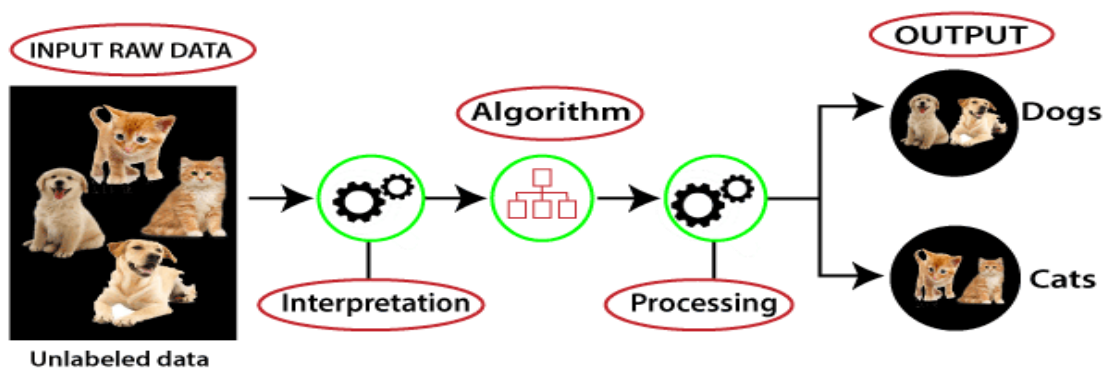 INPUT RAW DATA
OUTPUT
Algorithm
Dogs
Interpretation
Processing
Cats
Unlabeled data